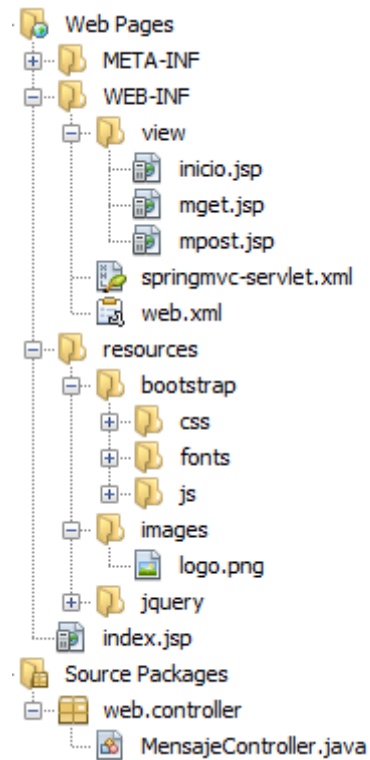 Web Pages
META-INF
WEB-INF
view
inicio.jsp
mget.jsp
mpost.jsp
springmvc-servlet.xml
web.xml
resources
bootstrap
css
fonts
js
images
logo.png
jquery
index.jsp
Source Packages
web.controller
MensajeController.java